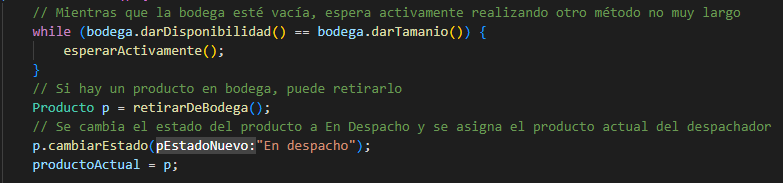 // Mientras que la bodega esté vacía, espera activamente realizando otro método no muy largo
while (bodega.darDisponibilidad() == bodega.darTamanio()) {
esperarActivamente();
}
// Si hay un producto en bodega, puede retirarlo
Producto p = retirarDeBodega();
// Se cambia el estado del producto a En Despacho y se asigna el producto actual del despachador
p.cambiarEstado(pEstadoNuevo:"En despacho");
productoActual = p;